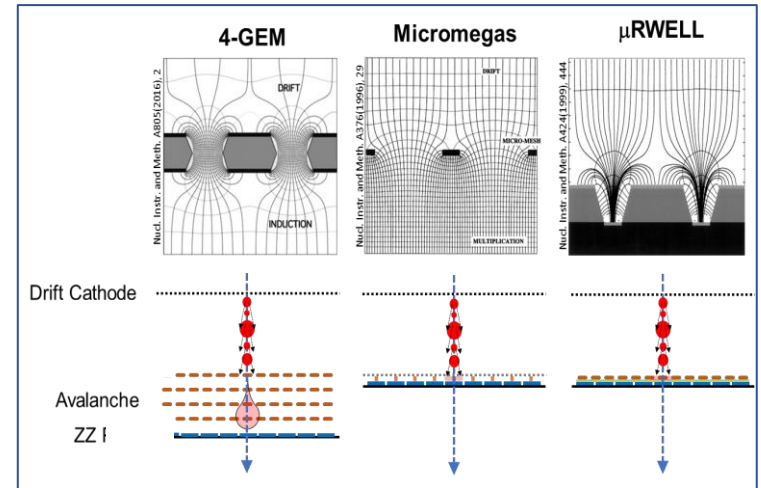 4-GEM
Micromegas
μRWELL
Nucl. Instr. and Meth. A805(2016), 2
DRIFT
INDUCTION
Nucl. Instr. and Meth. A376(1996), 29
DRIFT
MICRO-MESH
MULTIPLICATION
Nucl. Instr. and Meth. A424(1999), 444
Drift Cathode
Avalanche
ZZ